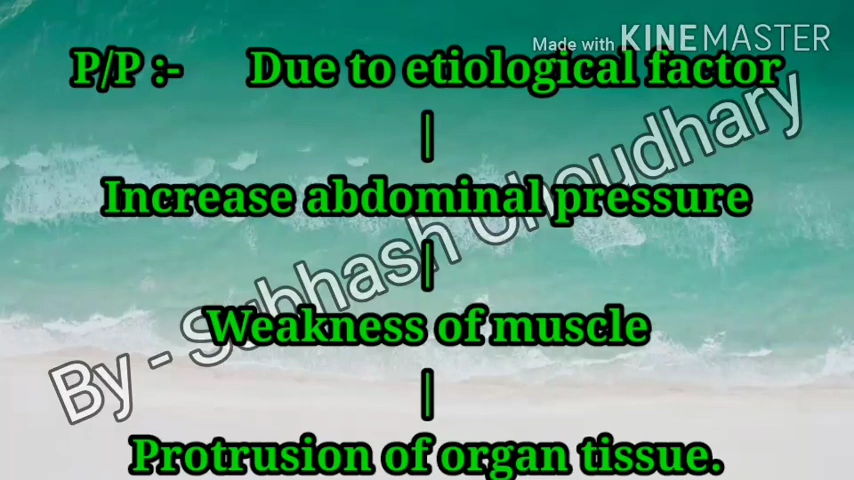 Made with KINEMASTER
P/P :- Due to etiological factor
|
Increase abdominal pressure
|
Weakness of muscle
|
Protrusion of organ tissue.
By - Subhash Choudhary